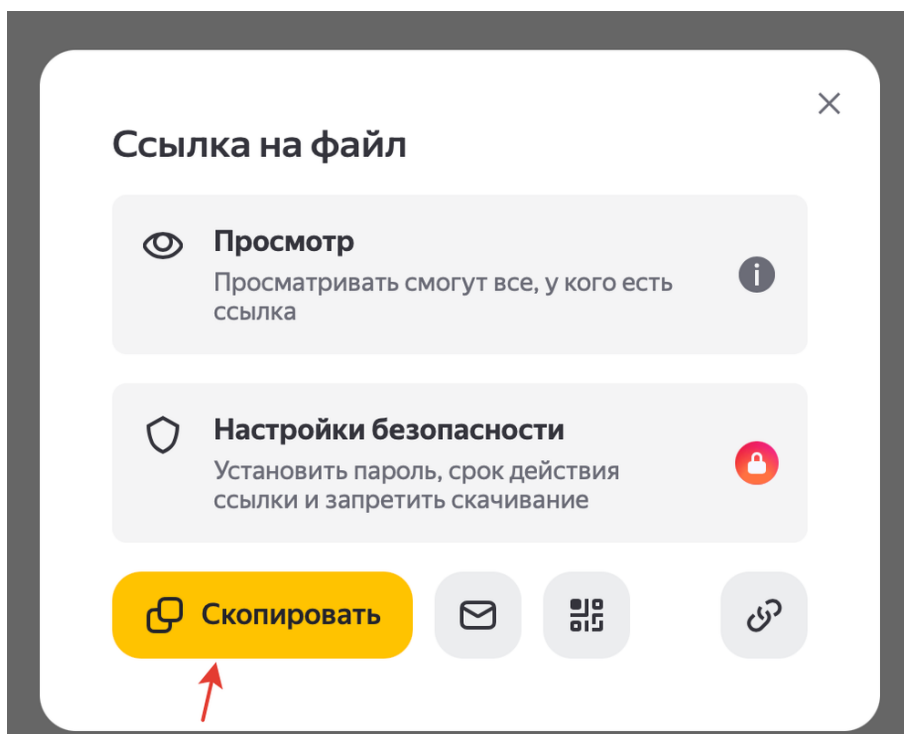 Ссылка на файл
Просмотр
Просматривать смогут все, у кого есть
ссылка
Настройки безопасности
Установить пароль, срок действия
ссылки и запретить скачивание
Скопировать